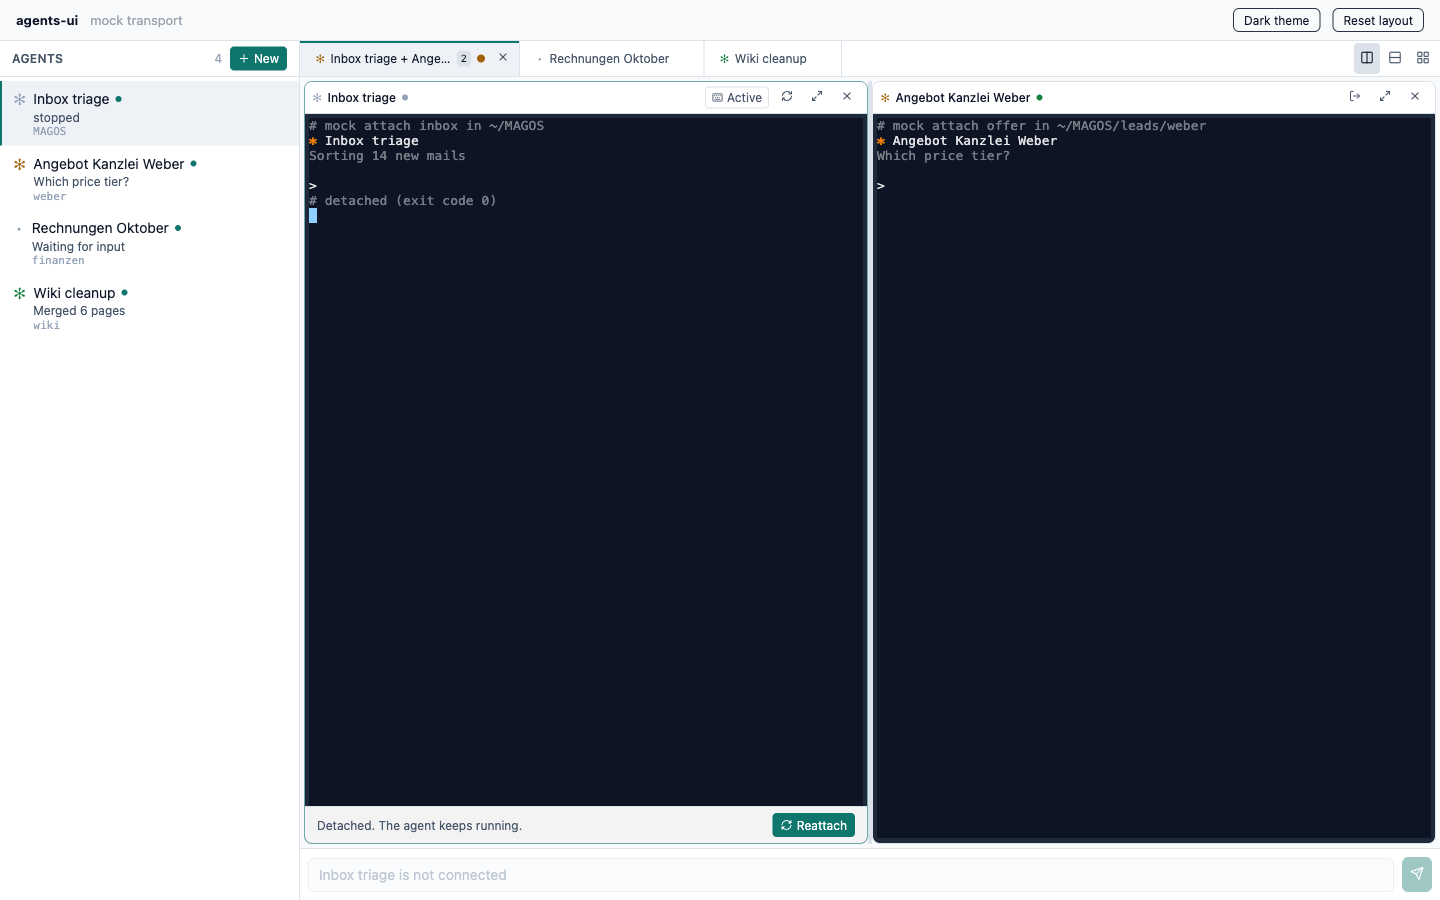 agents-ui mock transport
Dark theme
Reset layout
AGENTS 4 + New
Inbox triage
stopped
MAGOS
Angebot Kanzlei Weber
Which price tier?
weber
Rechnungen Oktober
Waiting for input
finanzen
Wiki cleanup
Merged 6 pages
wiki
Inbox triage + Ange... 2
Rechnungen Oktober
Wiki cleanup
Inbox triage
Active
# mock attach inbox in ~/MAGOS
* Inbox triage
Sorting 14 new mails
>
# detached (exit code 0)
Detached. The agent keeps running.
Reattach
Angebot Kanzlei Weber
# mock attach offer in ~/MAGOS/leads/weber
* Angebot Kanzlei Weber
Which price tier?
>
Inbox triage is not connected